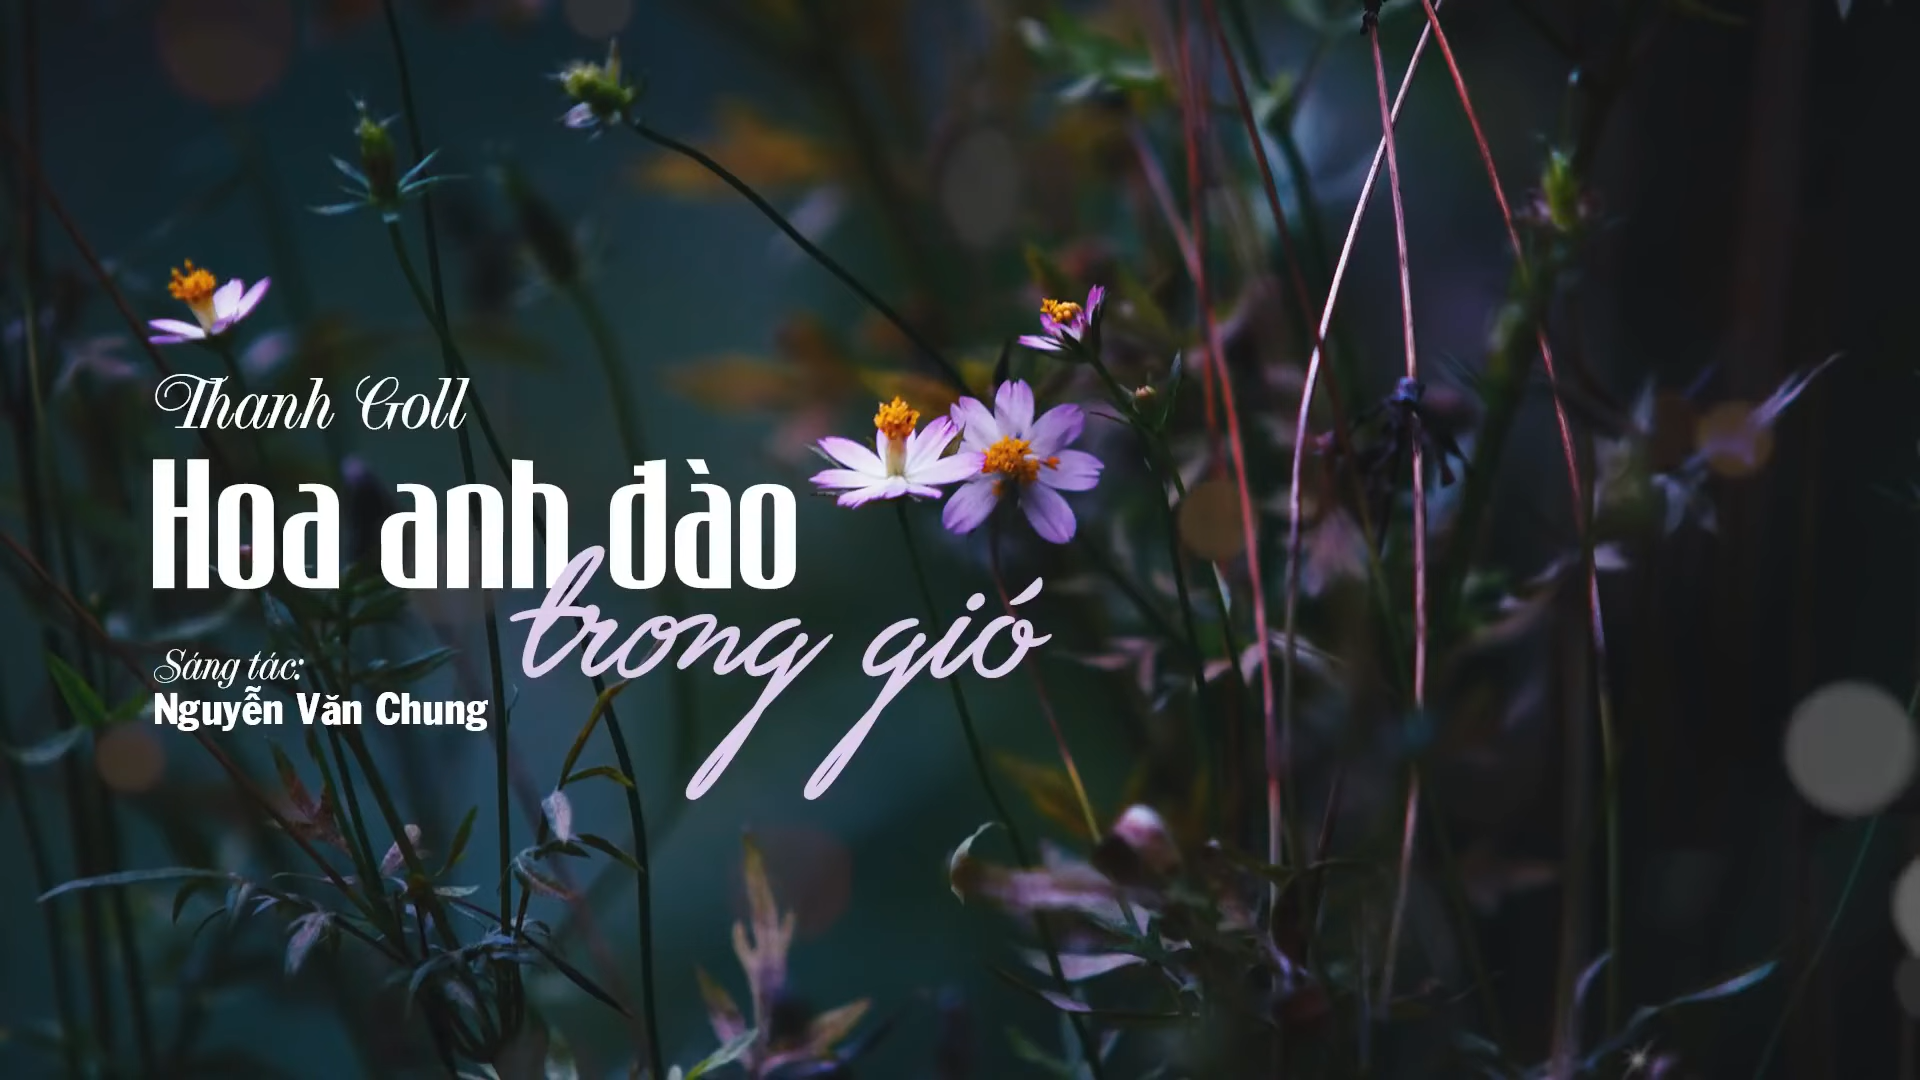 Thanh Goll
Hoa anh đào
trong gió
Sáng tác:
Nguyễn Văn Chung